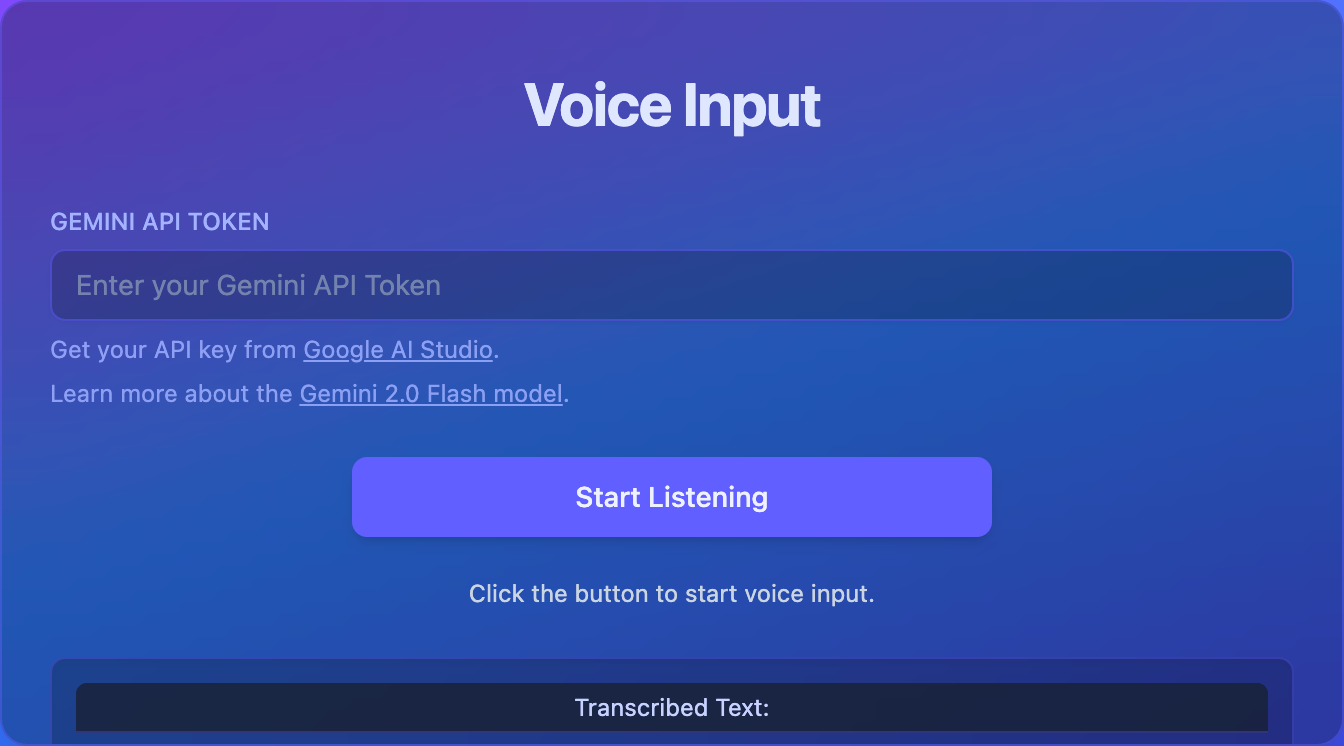 Voice Input
GEMINI API TOKEN
Enter your Gemini API Token
Get your API key from Google AI Studio.
Learn more about the Gemini 2.0 Flash model.
Start Listening
Click the button to start voice input.
Transcribed Text: